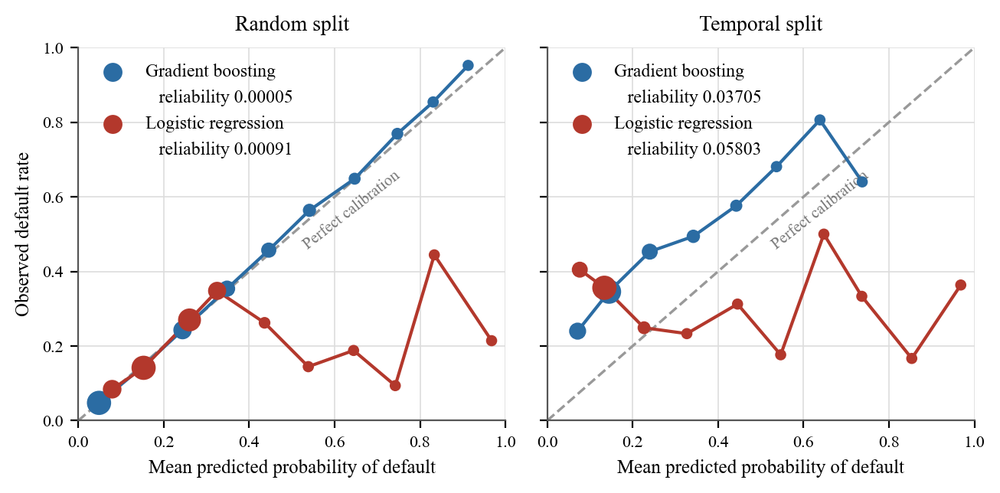 Random split
Temporal split
Gradient boosting
reliability 0.00005
Logistic regression
reliability 0.00091
Perfect calibration
Gradient boosting
reliability 0.03705
Logistic regression
reliability 0.05803
Perfect calibration
Observed default rate
1.0
0.8
0.6
0.4
0.2
0.0
0.0 0.2 0.4 0.6 0.8 1.0
0.0 0.2 0.4 0.6 0.8 1.0
Mean predicted probability of default
Mean predicted probability of default